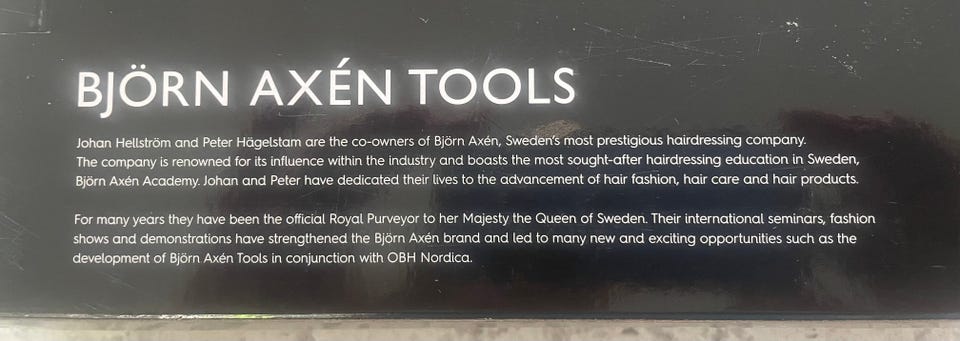 BJÖRN AXÉN TOOLS
Johan Hellström and Peter Hägelstam are the co-owners of Björn Axén, Sweden's most prestigious hairdressing company.
The company is renowned for its influence within the industry and boasts the most sought-after hairdressing education in Sweden,
Björn Axén Academy. Johan and Peter have dedicated their lives to the advancement of hair fashion, hair care and hair products.
For many years they have been the official Royal Purveyor to her Majesty the Queen of Sweden. Their international seminars, fashion
shows and demonstrations have strengthened the Björn Axén brand and led to many new and exciting opportunities such as the
development of Björn Axén Tools in conjunction with OBH Nordica.